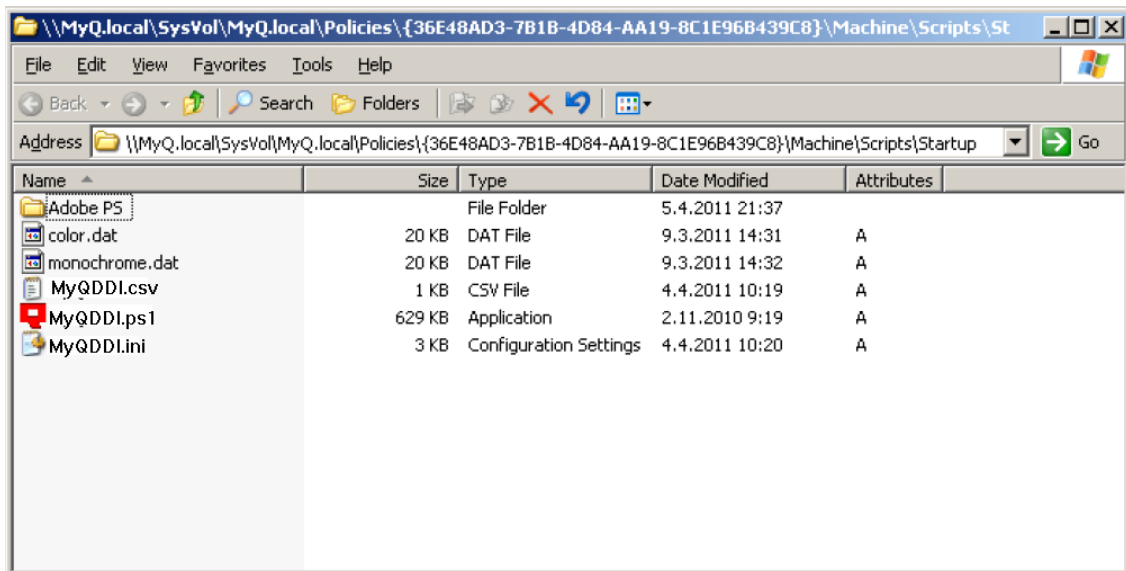 \\MyQ.local\SysVol\MyQ.local\Policies\{36E48AD3-7B1B-4D84-AA19-8C1E96B439C8}\Machine\Scripts\St
File Edit View Favorites Tools Help
Back Search Folders
Address \\MyQ.local\SysVol\MyQ.local\Policies\{36E48AD3-7B1B-4D84-AA19-8C1E96B439C8}\Machine\Scripts\Startup Go
Name Size Type Date Modified Attributes
Adobe PS File Folder 5.4.2011 21:37
color.dat 20 KB DAT File 9.3.2011 14:31 A
monochrome.dat 20 KB DAT File 9.3.2011 14:32 A
MyQDDI.csv 1 KB CSV File 4.4.2011 10:19 A
MyQDDI.ps1 629 KB Application 2.11.2010 9:19 A
MyQDDI.ini 3 KB Configuration Settings 4.4.2011 10:20 A